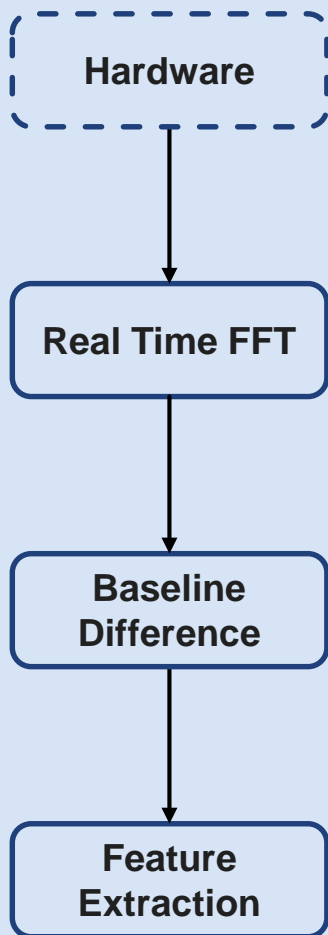 Hardware
Real Time FFT
Baseline
Difference
Feature
Extraction